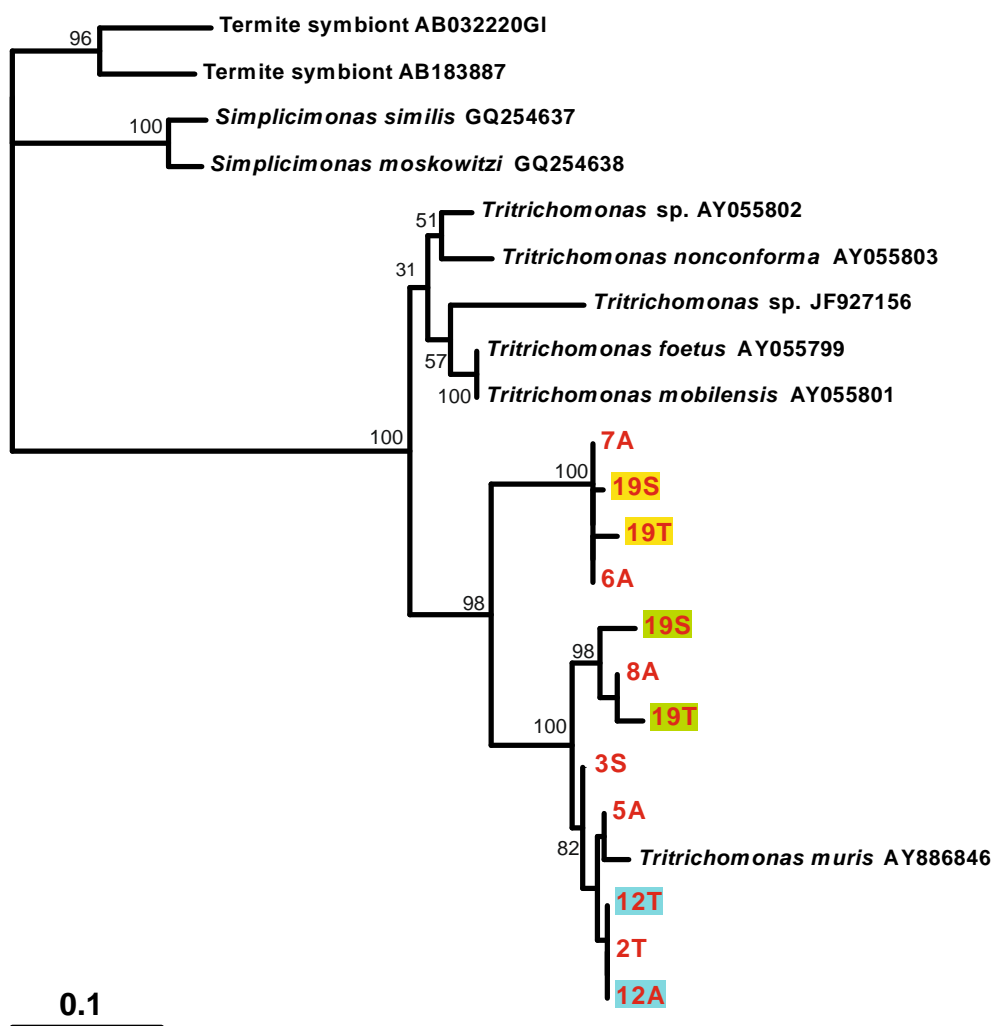 Termite symbiont AB032220GI
96
Termite symbiont AB183887
Simplicimonas similis GQ254637
100
Simplicimonas moskowitzi GQ254638
Tritrichomonas sp. AY055802
51
Tritrichomonas nonconforma AY055803
31
Tritrichomonas sp. JF927156
Tritrichomonas foetus AY055799
57
100 Tritrichomonas mobilensis AY055801
100
7A
100
19S
19T
6A
98
19S
98
8A
19T
100
3S
5A
82
Tritrichomonas muris AY886846
12T
2T
12A
0.1